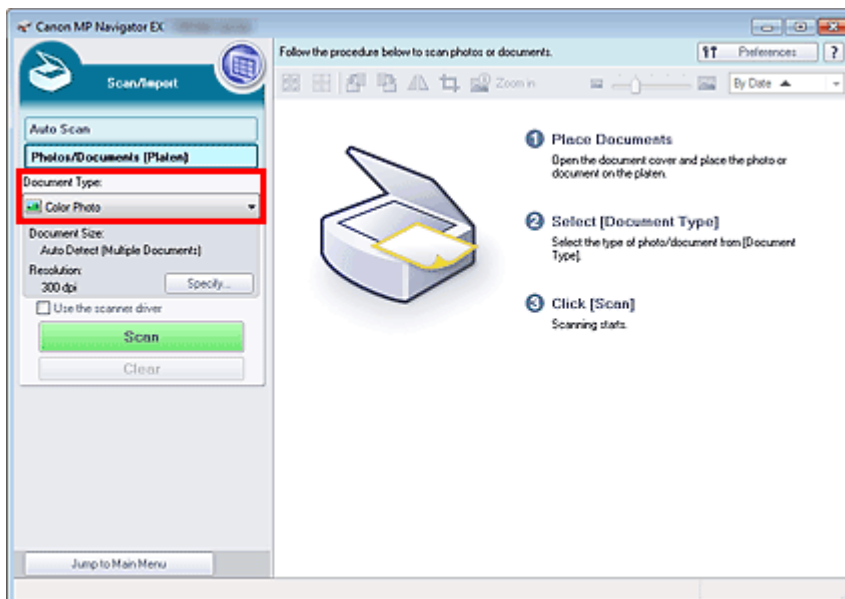 Canon MP Navigator EX
Scan/Import
Auto Scan
Photos/Documents (Platen)
Document Type:
Color Photo
Document Size:
Auto Detect (Multiple Documents)
Resolution:
300 dpi
Specify...
Use the scanner driver
Scan
Clear
Jump to Main Menu
Follow the procedure below to scan photos or documents.
Preferences
?
Zoom in
By Date
1 Place Documents
Open the document cover and place the photo or
document on the platen.
2 Select [Document Type]
Select the type of photo/document from [Document
Type].
3 Click [Scan]
Scanning starts.